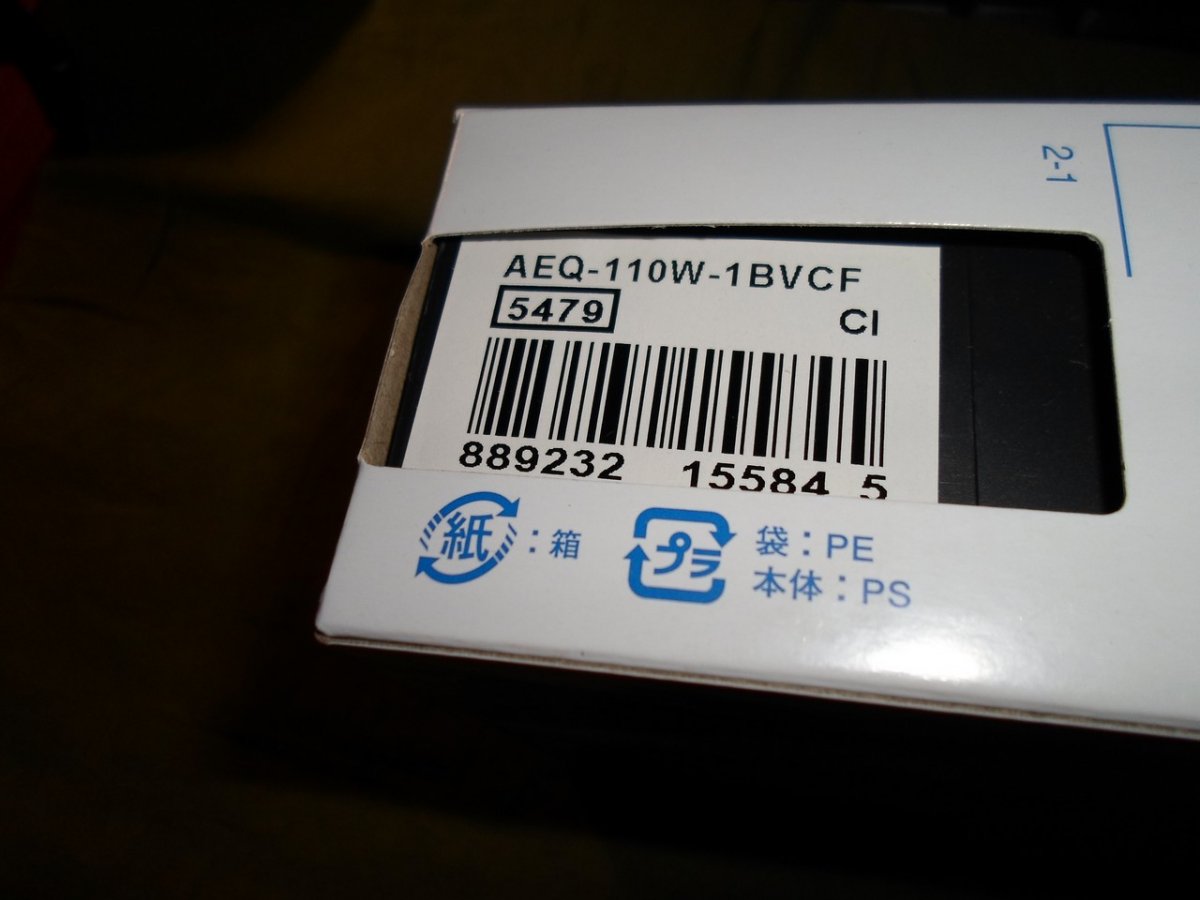 2-1
AEQ-110W-1BVCF
5479
CI
889232 15584 5
紙 : 箱
プラ 袋 : PE
本体 : PS